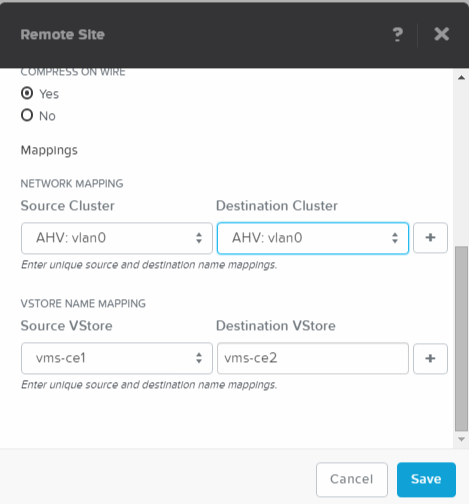 Remote Site ?
COMPRESS ON WIRE
Yes
No
Mappings
NETWORK MAPPING
Source Cluster Destination Cluster
AHV: vlan0 AHV: vlan0 +
Enter unique source and destination name mappings.
VSTORE NAME MAPPING
Source VStore Destination VStore
vms-ce1 vms-ce2 +
Enter unique source and destination name mappings.
Cancel Save